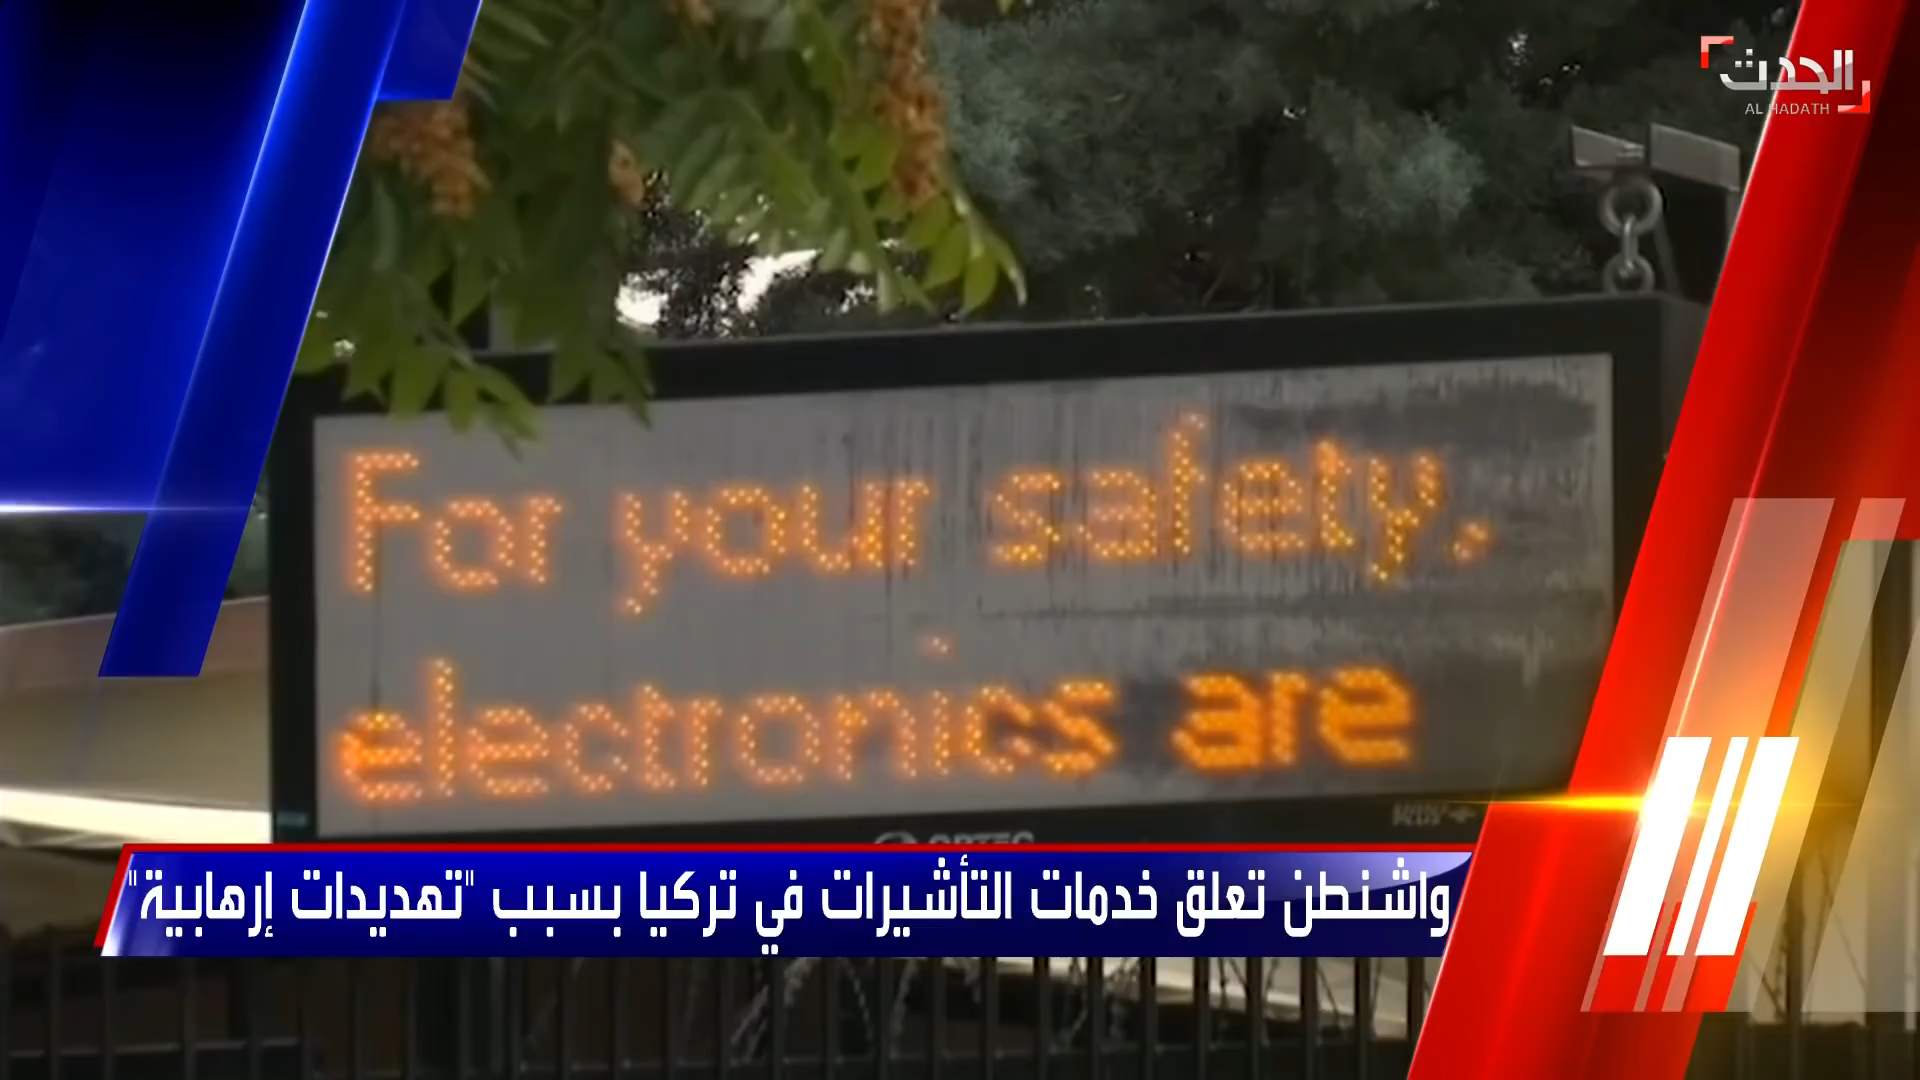 الحدث
AL HADATH
For your safety,
electronics are
واشنطن تعلق خدمات التأشيرات في تركيا بسبب "تهديدات إرهابية"